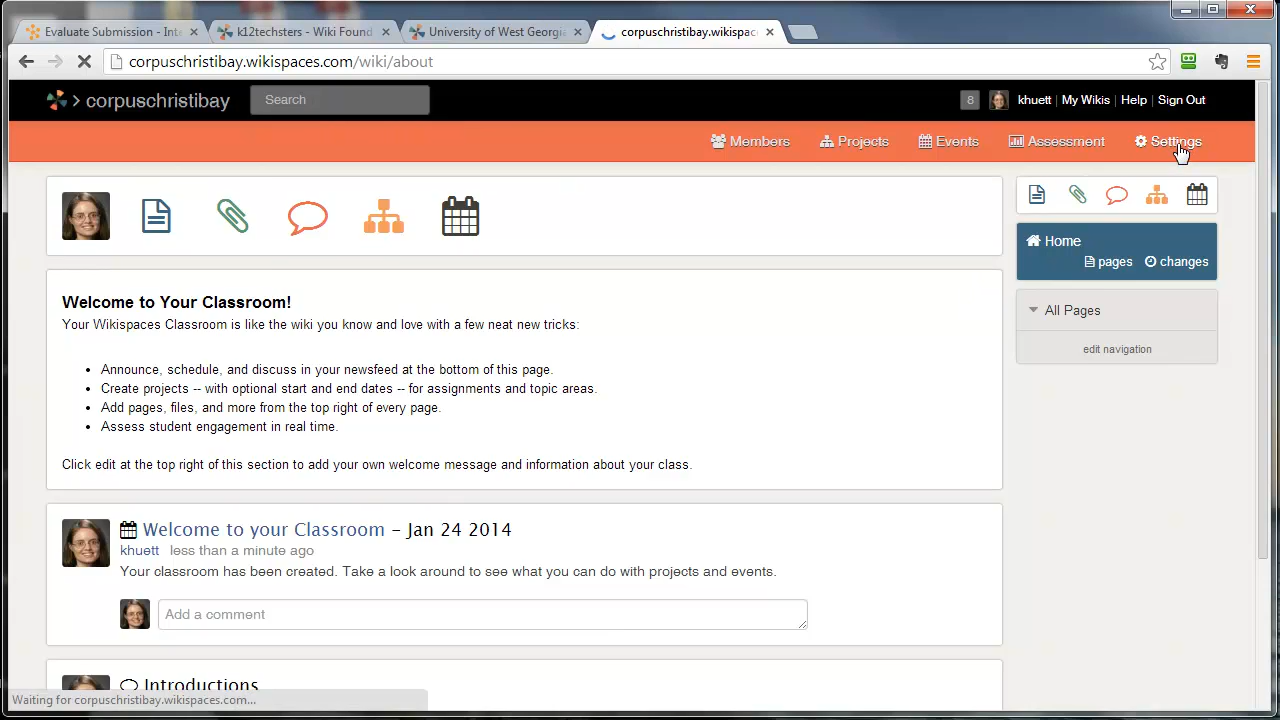 Evaluate Submission - Int
k12techsters - Wiki Found
University of West Georgia
corpuschristibay.wikispac
corpuschristibay.wikispaces.com/wiki/about
corpuschristibay
Search
8
khuett | My Wikis | Help | Sign Out
Members
Projects
Events
Assessment
Settings
Home
pages
changes
All Pages
edit navigation
Welcome to Your Classroom!
Your Wikispaces Classroom is like the wiki you know and love with a few neat new tricks:
• Announce, schedule, and discuss in your newsfeed at the bottom of this page.
• Create projects -- with optional start and end dates -- for assignments and topic areas.
• Add pages, files, and more from the top right of every page.
• Assess student engagement in real time.
Click edit at the top right of this section to add your own welcome message and information about your class.
Welcome to your Classroom - Jan 24 2014
khuett less than a minute ago
Your classroom has been created. Take a look around to see what you can do with projects and events.
Add a comment
Introductions
Waiting for corpuschristibay.wikispaces.com...